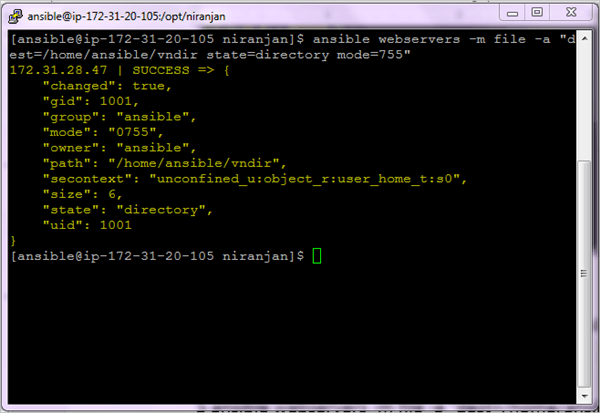 ansible@ip-172-31-20-105:/opt/niranjan
[ansible@ip-172-31-20-105 niranjan]$ ansible webservers -m file -a "d
est=/home/ansible/vndir state=directory mode=755"
172.31.28.47 | SUCCESS => {
    "changed": true,
    "gid": 1001,
    "group": "ansible",
    "mode": "0755",
    "owner": "ansible",
    "path": "/home/ansible/vndir",
    "secontext": "unconfined_u:object_r:user_home_t:s0",
    "size": 6,
    "state": "directory",
    "uid": 1001
}
[ansible@ip-172-31-20-105 niranjan]$